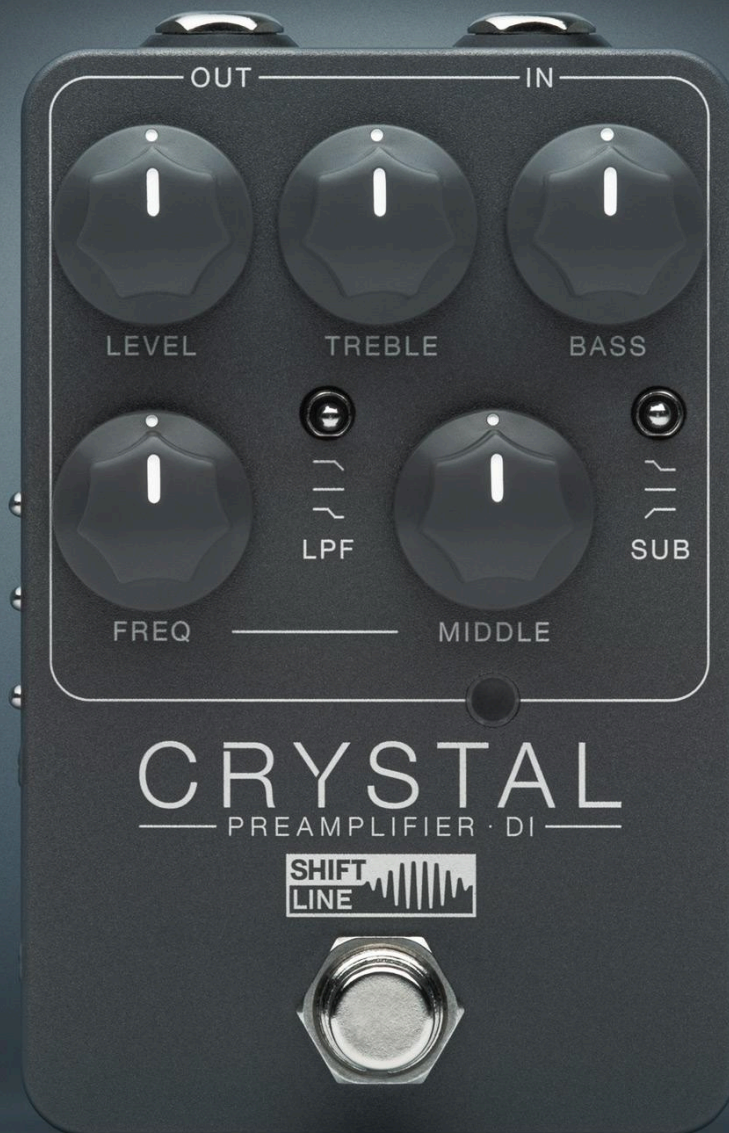 OUT IN
LEVEL TREBLE BASS
LPF SUB
FREQ MIDDLE
CRYSTAL
PREAMPLIFIER · DI
SHIFT
LINE